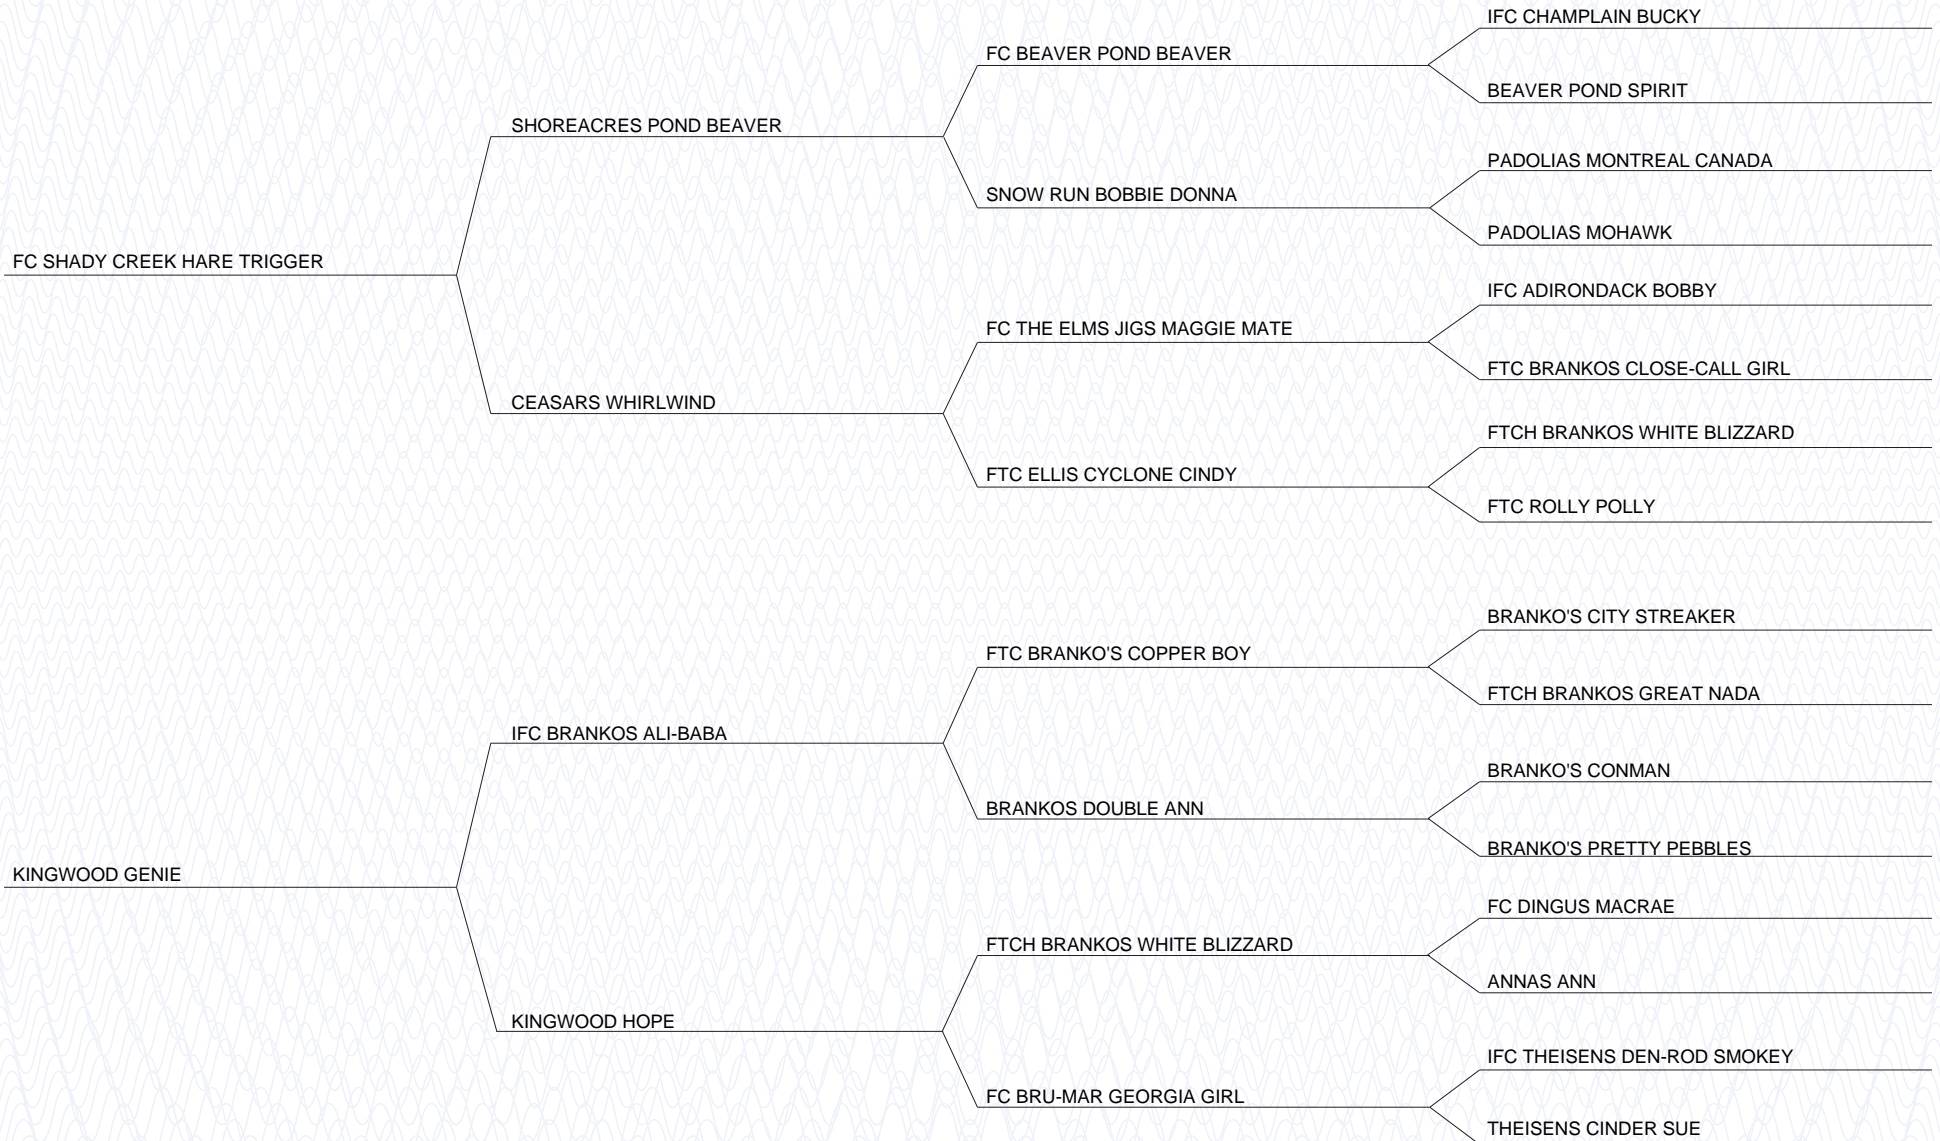 IFC CHAMPLAIN BUCKY
FC BEAVER POND BEAVER
BEAVER POND SPIRIT
SHOREACRES POND BEAVER
PADOLIAS MONTREAL CANADA
SNOW RUN BOBBIE DONNA
PADOLIAS MOHAWK
FC SHADY CREEK HARE TRIGGER
IFC ADIRONDACK BOBBY
FC THE ELMS JIGS MAGGIE MATE
FTC BRANKOS CLOSE-CALL GIRL
CEASARS WHIRLWIND
FTCH BRANKOS WHITE BLIZZARD
FTC ELLIS CYCLONE CINDY
FTC ROLLY POLLY
BRANKO'S CITY STREAKER
FTC BRANKO'S COPPER BOY
FTCH BRANKOS GREAT NADA
IFC BRANKOS ALI-BABA
BRANKO'S CONMAN
BRANKOS DOUBLE ANN
BRANKO'S PRETTY PEBBLES
KINGWOOD GENIE
FC DINGUS MACRAE
FTCH BRANKOS WHITE BLIZZARD
ANNAS ANN
KINGWOOD HOPE
IFC THEISENS DEN-ROD SMOKEY
FC BRU-MAR GEORGIA GIRL
THEISENS CINDER SUE